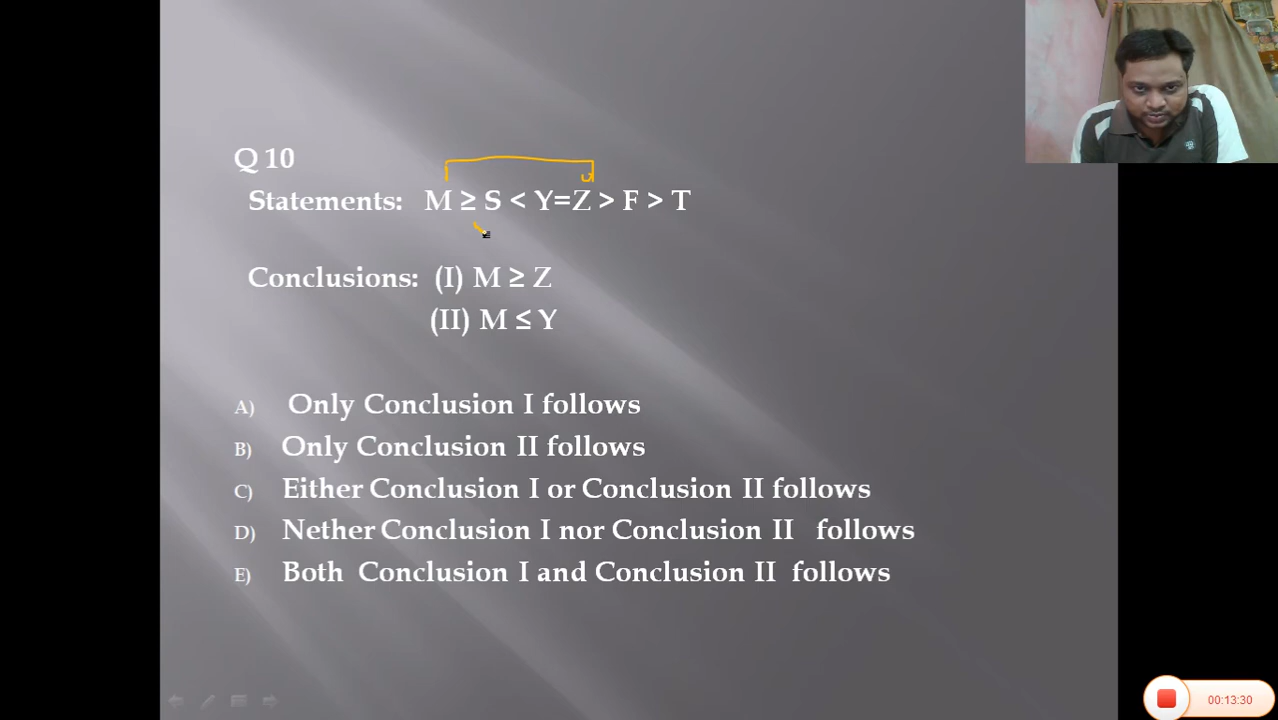 Q 10
Statements: M ≥ S < Y=Z > F > T
Conclusions: (I) M ≥ Z
(II) M ≤ Y
A) Only Conclusion I follows
B) Only Conclusion II follows
C) Either Conclusion I or Conclusion II follows
D) Nether Conclusion I nor Conclusion II follows
E) Both Conclusion I and Conclusion II follows
00:13:30